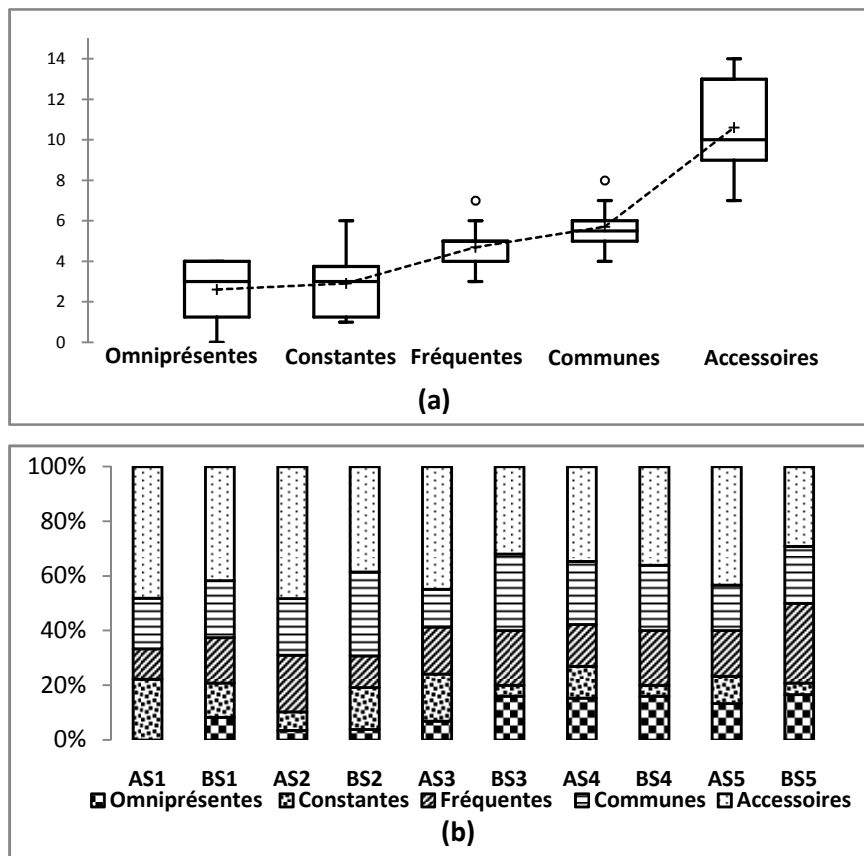 14
12
10
8
6
4
2
0
Omniprésentes Constantes Fréquentes Communes Accessoires
(a)
100%
80%
60%
40%
20%
0%
AS1 BS1 AS2 BS2 AS3 BS3 AS4 BS4 AS5 BS5
Omniprésentes Constantes Fréquentes Communes Accessoires
(b)